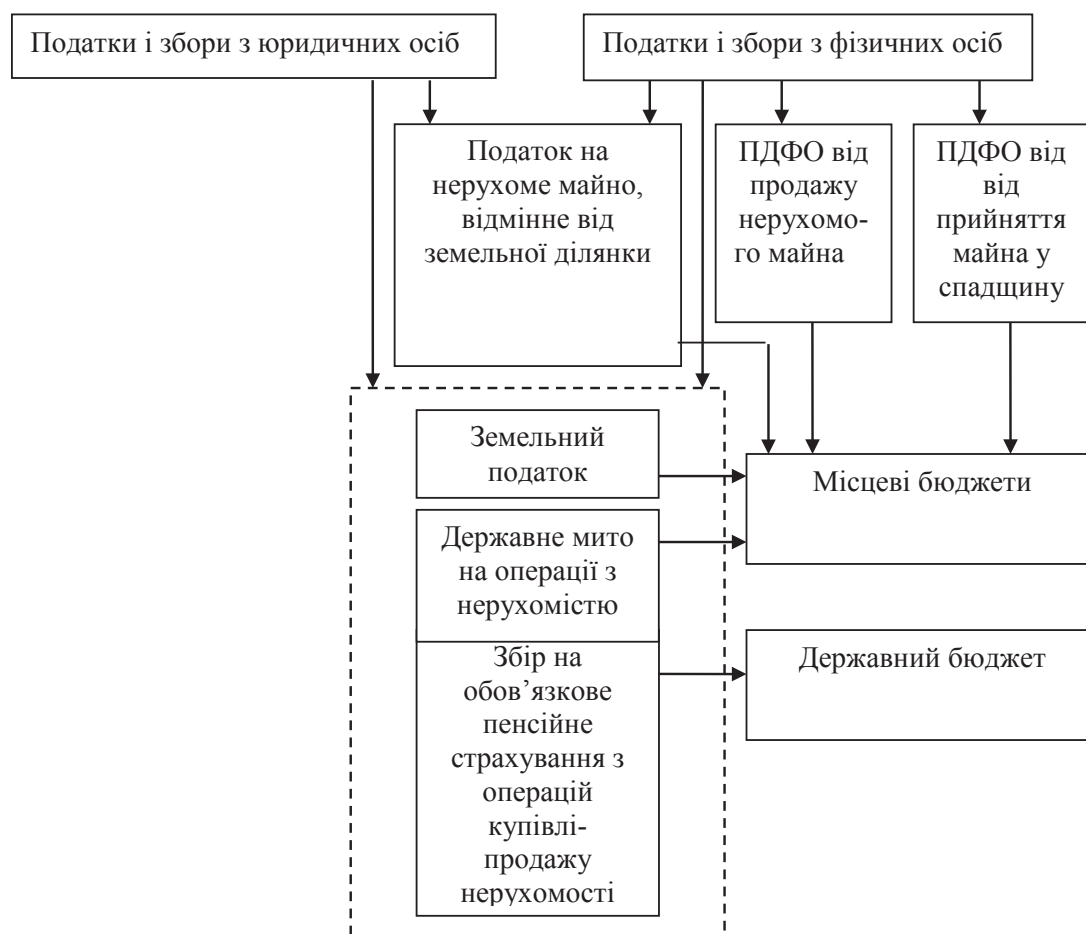 Податки і збори з юридичних осіб
Податки і збори з фізичних осіб
Податок на
нерухоме майно,
відмінне від
земельної ділянки
ПДФО від
продажу
нерухомо-
го майна
ПДФО від
від
прийняття
майна у
спадщину
Земельний
податок
Місцеві бюджети
Державне мито
на операції з
нерухомістю
Збір на
обов’язкове
пенсійне
страхування з
операцій
купівлі-
продажу
нерухомості
Державний бюджет